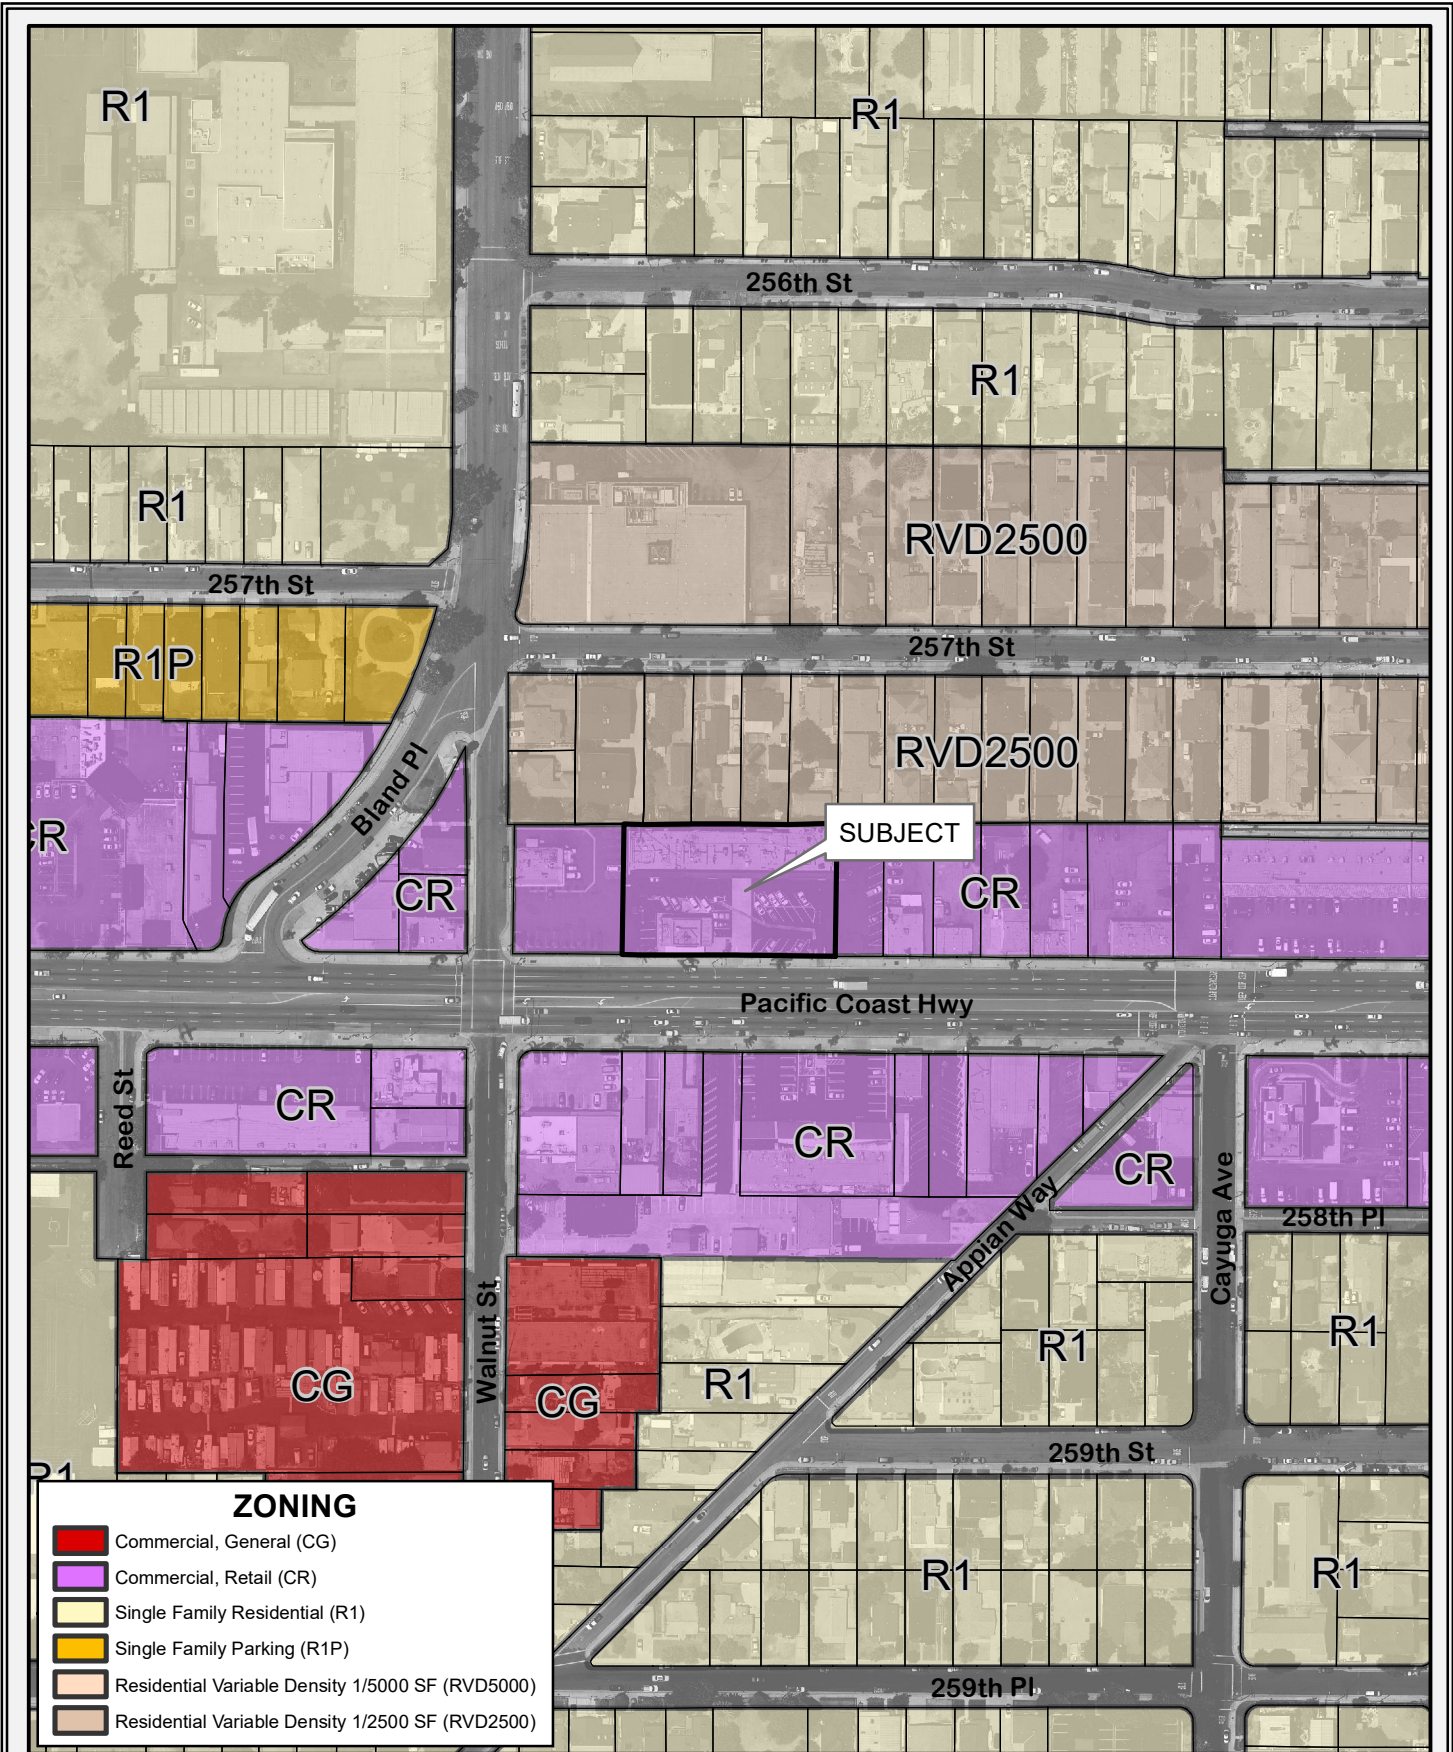 R1
R1
256th St
R1
R1
RVD2500
257th St
257th St
R1P
RVD2500
Bland Pl
SUBJECT
CR
CR
CR
Pacific Coast Hwy
Reed St
CR
CR
CR
Appian Way
Cayuga Ave
258th Pl
Walnut St
CG
CG
R1
R1
R1
259th St
R1
R1
R1
259th Pl
ZONING
Commercial, General (CG)
Commercial, Retail (CR)
Single Family Residential (R1)
Single Family Parking (R1P)
Residential Variable Density 1/5000 SF (RVD5000)
Residential Variable Density 1/2500 SF (RVD2500)